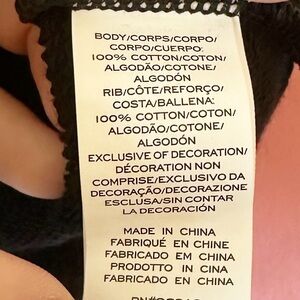 BODY/CORPS/CORPO/
CORPO/CUERPO:
100% COTTON/COTON/
ALGODÃO/COTONE/
ALGODÓN
RIB/CÔTE/REFORÇO/
COSTA/BALLENA:
100% COTTON/COTON/
ALGODÃO/COTONE/
ALGODÓN
EXCLUSIVE OF DECORATION/
DÉCORATION NON
COMPRISE/EXCLUSIVO DA
DECORAÇÃO/DECORAZIONE
ESCLUSA/SIN CONTAR
LA DECORACIÓN
MADE IN CHINA
FABRIQUÉ EN CHINE
FABRICADO EM CHINA
PRODOTTO IN CINA
FABRICADO EN CHINA